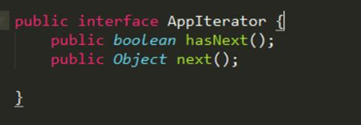 public interface AppIterator {
public boolean hasNext();
public Object next();
}